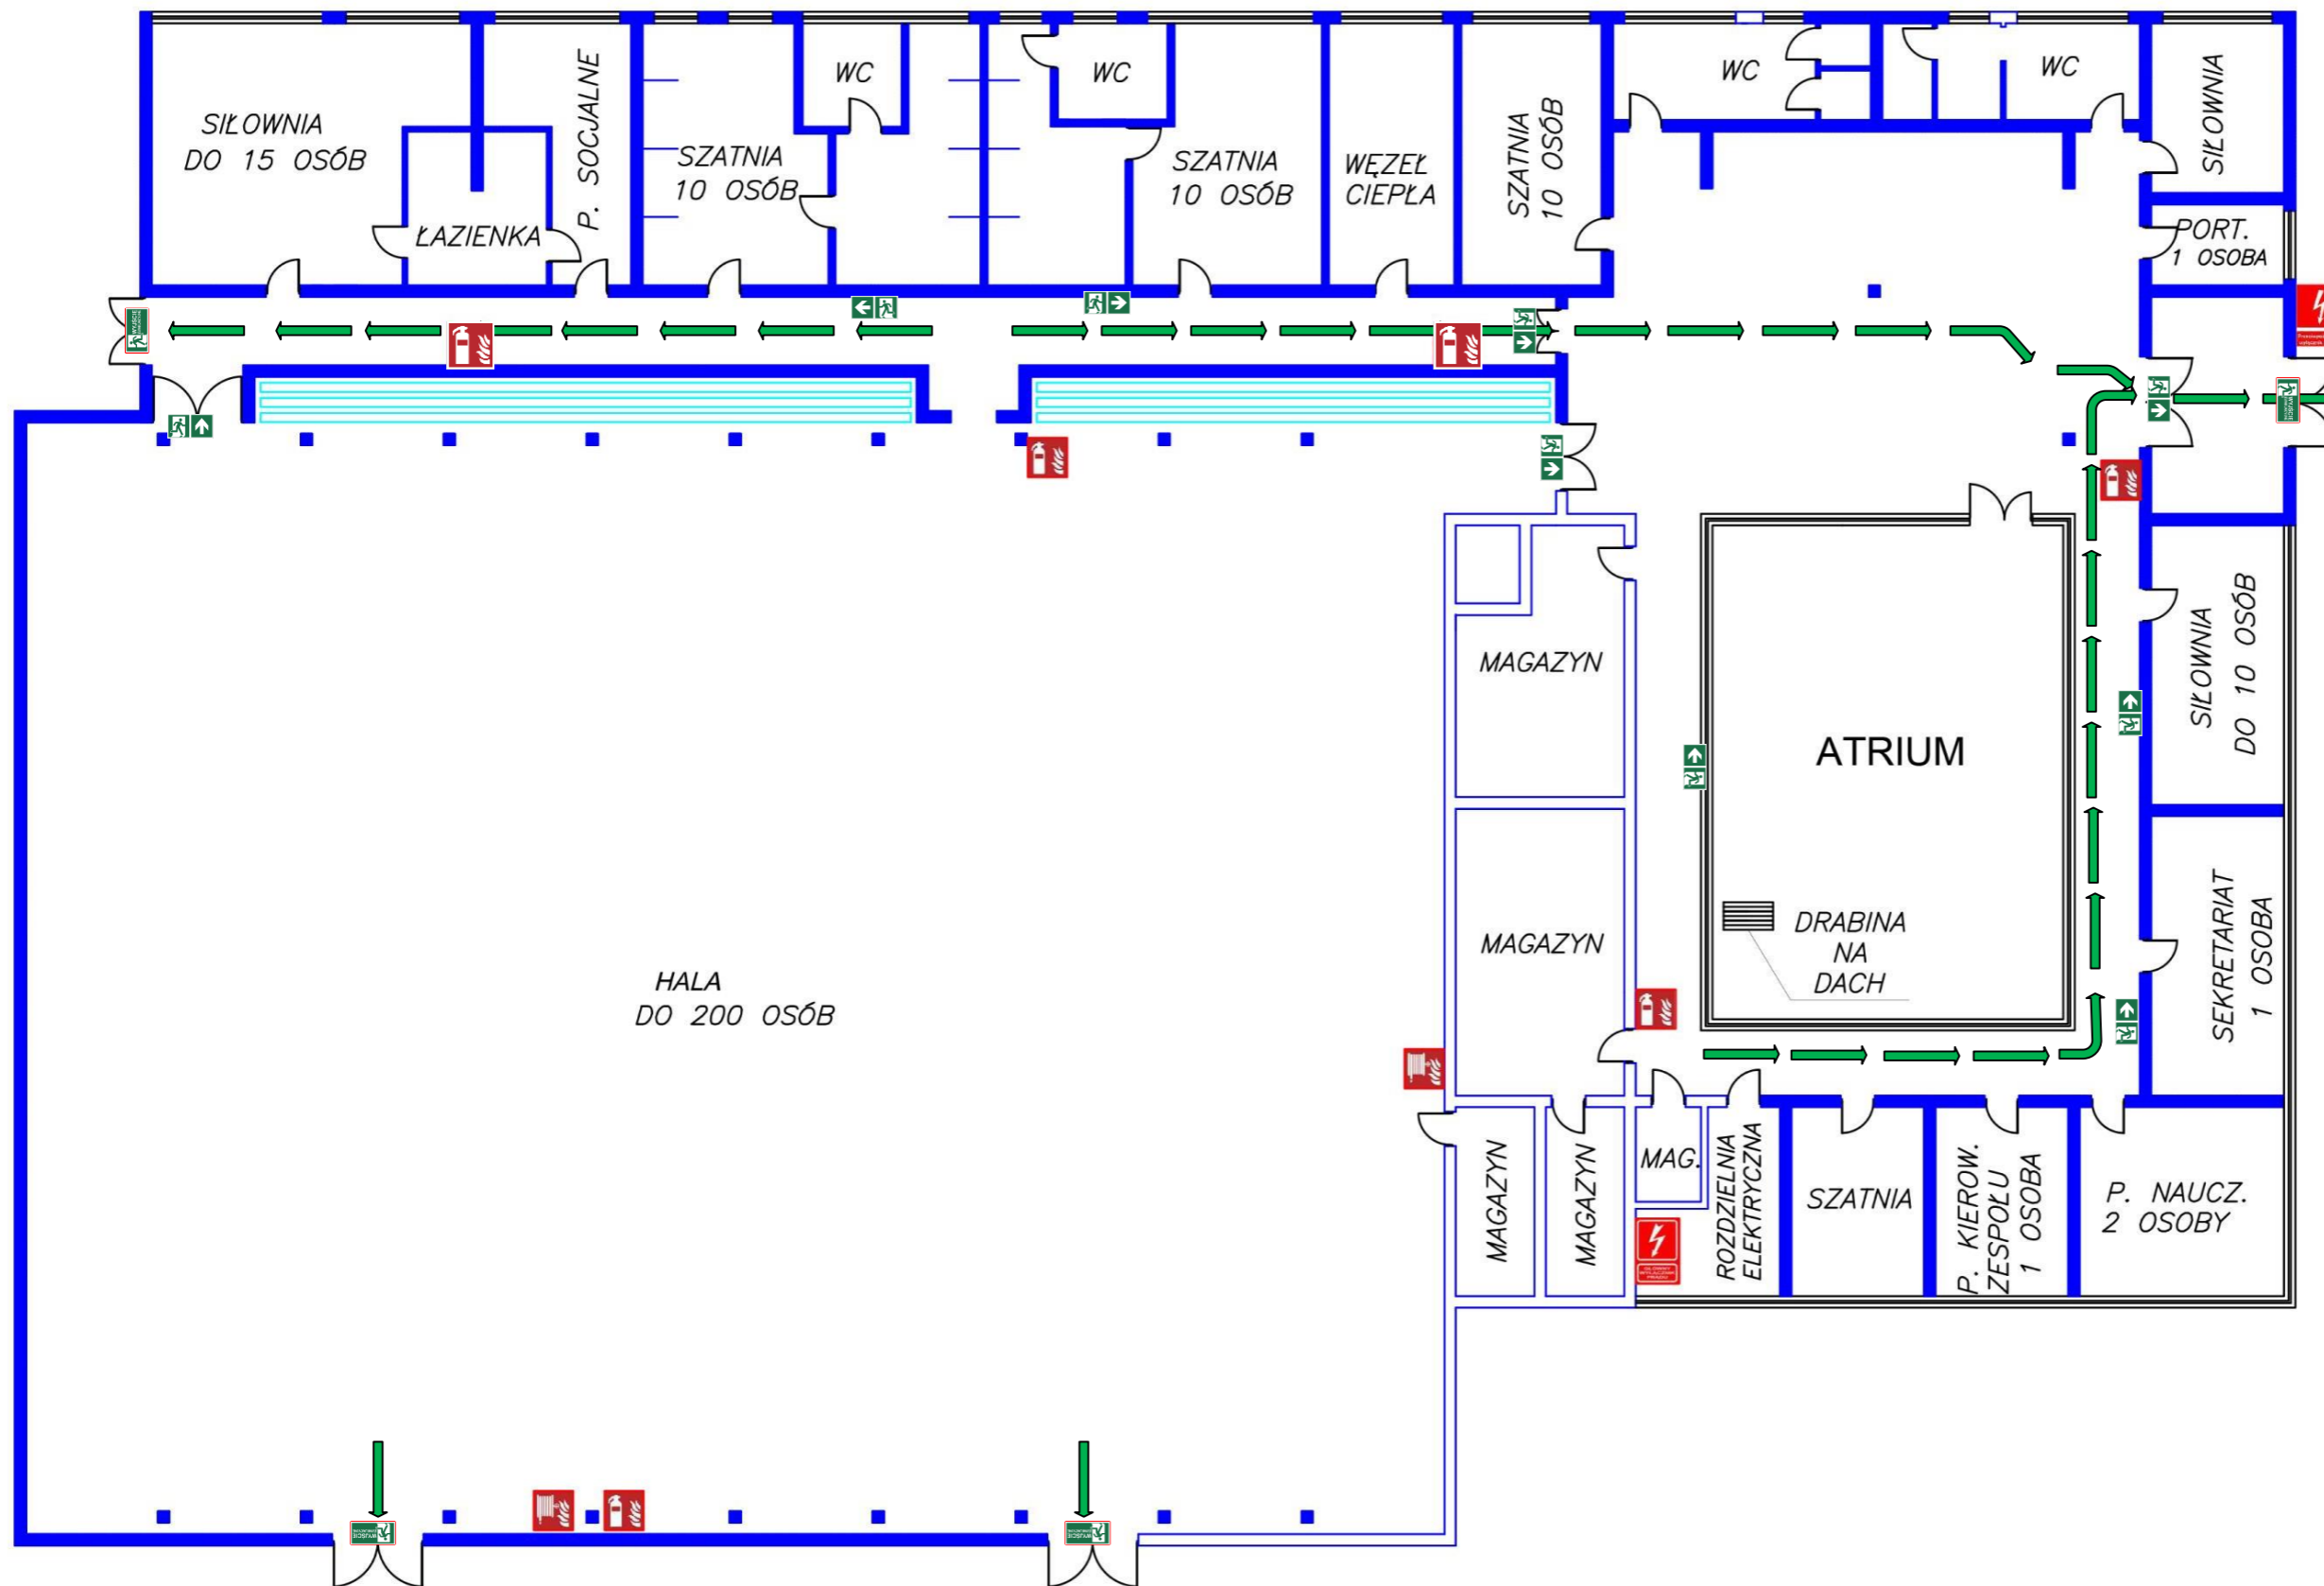 SIŁOWNIA
DO 15 OSÓB
ŁAZIENKA
P. SOCJALNE
SZATNIA
10 OSÓB
WC
WC
SZATNIA
10 OSÓB
WĘZEŁ
CIEPŁA
SZATNIA
10 OSÓB
WC
WC
SIŁOWNIA
PORT.
1 OSOBA
MAGAZYN
ATRIUM
SIŁOWNIA
DO 10 OSÓB
MAGAZYN
DRABINA
NA
DACH
SEKRETARIAT
1 OSOBA
HALA
DO 200 OSÓB
MAGAZYN
MAGAZYN
MAG.
ROZDZIELNIA
ELEKTRYCZNA
SZATNIA
P. KIEROW.
ZESPOŁU
1 OSOBA
P. NAUCZ.
2 OSOBY